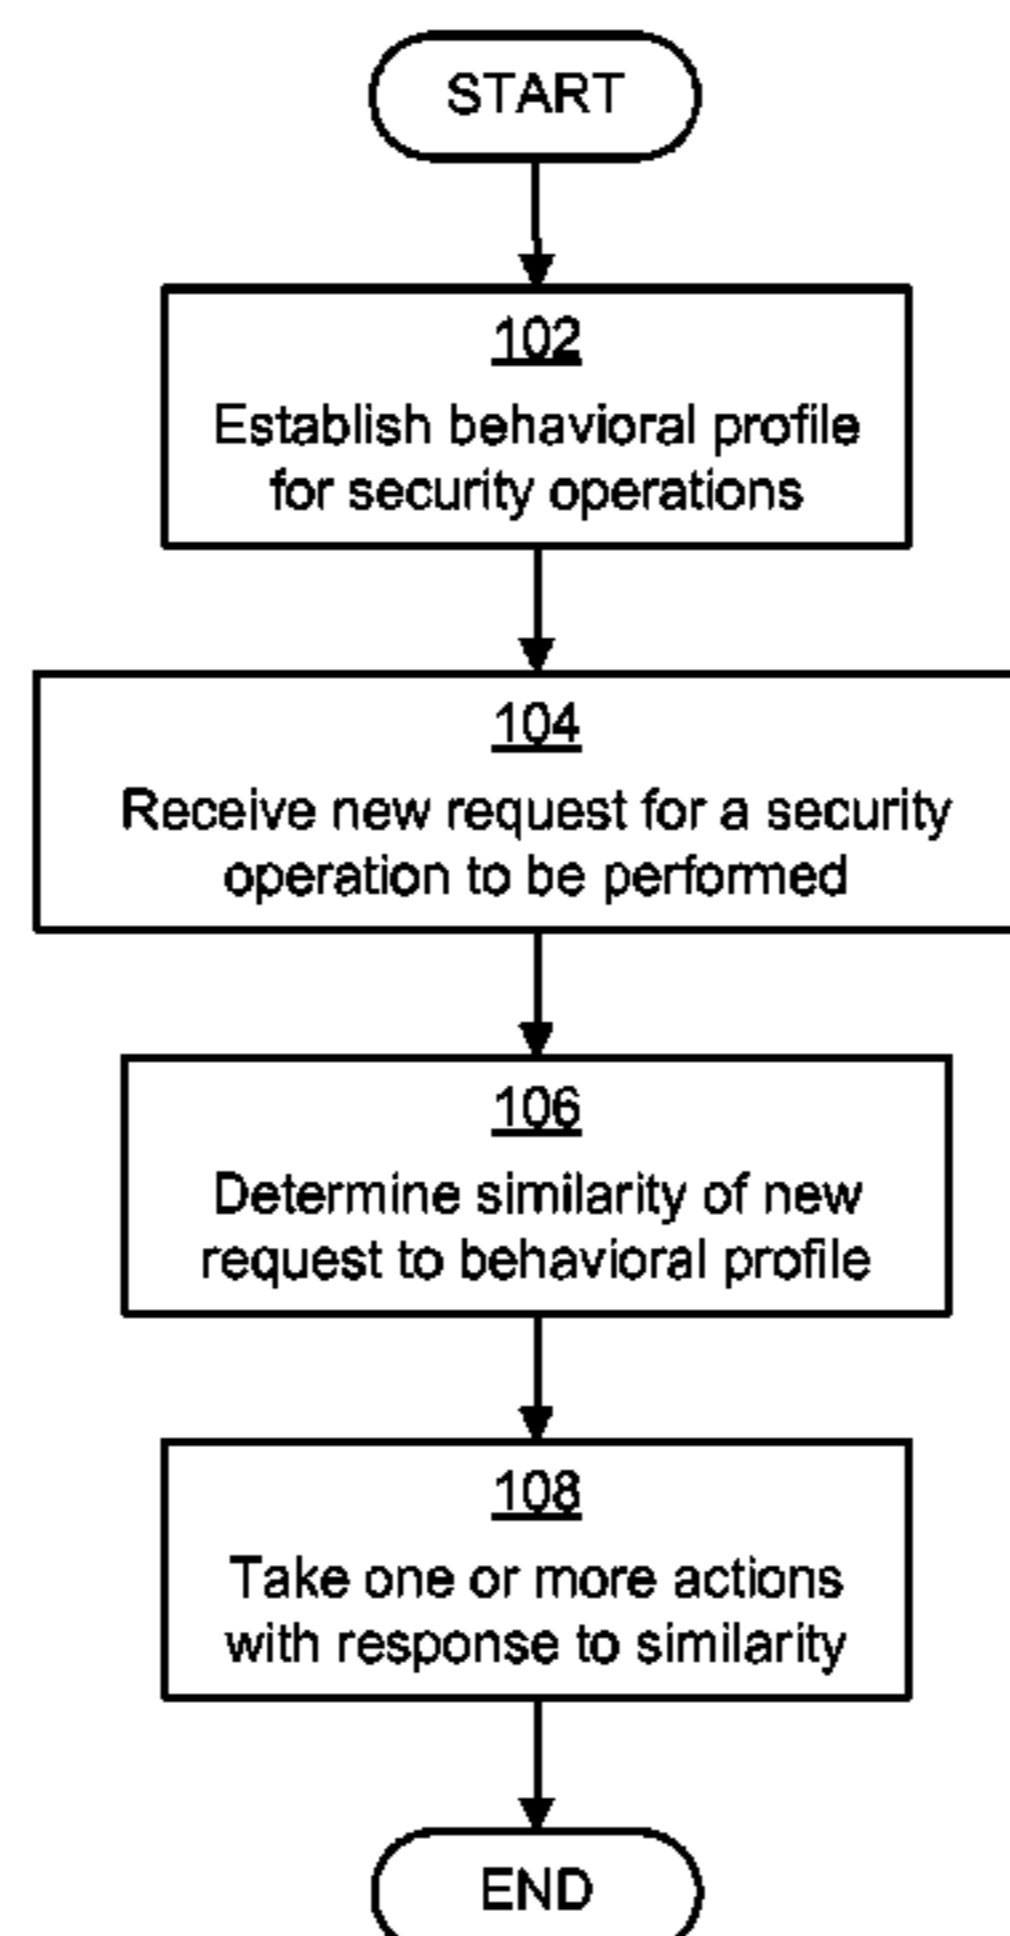 START
102
Establish behavioral profile
for security operations
104
Receive new request for a security
operation to be performed
106
Determine similarity of new
request to behavioral profile
108
Take one or more actions
with response to similarity
END